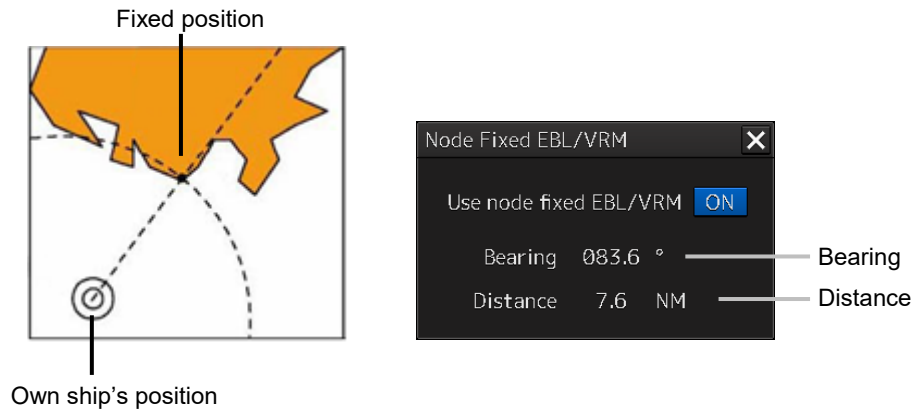 Fixed position
Own ship's position
Node Fixed EBL/VRM
Use node fixed EBL/VRM ON
Bearing 083.6 °
Distance 7.6 NM
Bearing
Distance